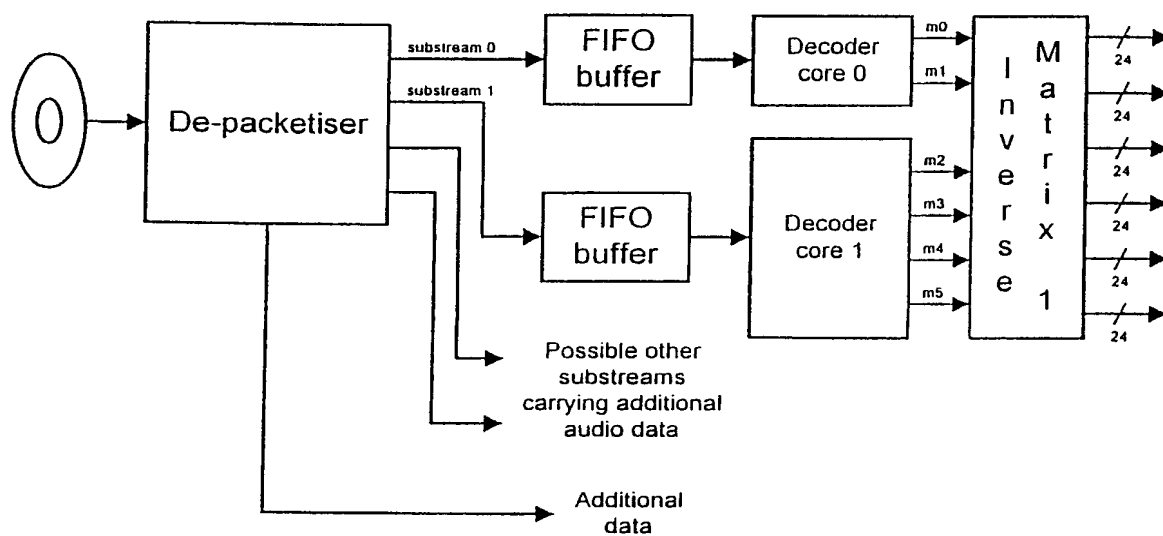 substream 0
substream 1
De-packetiser
FIFO
buffer
Decoder
core 0
m0
m1
FIFO
buffer
Decoder
core 1
m2
m3
m4
m5
Inverse
Matrix 1
24
24
24
24
24
24
Possible other
substreams
carrying additional
audio data
Additional
data